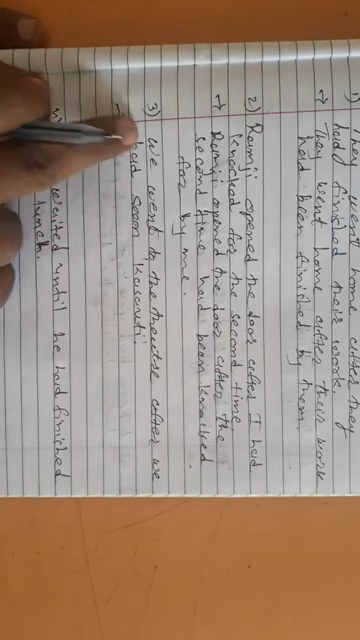 1) They went home after they
had finished their work.
→ They went home after their work
had been finished by them.
2) Ramji opened the door after I had
knocked for the second time.
→ Ramji opened the door after the
second time had been knocked
for by me.
3) We went to the theatre after we
had seen Kavanti
waited until he had finished
lunch.